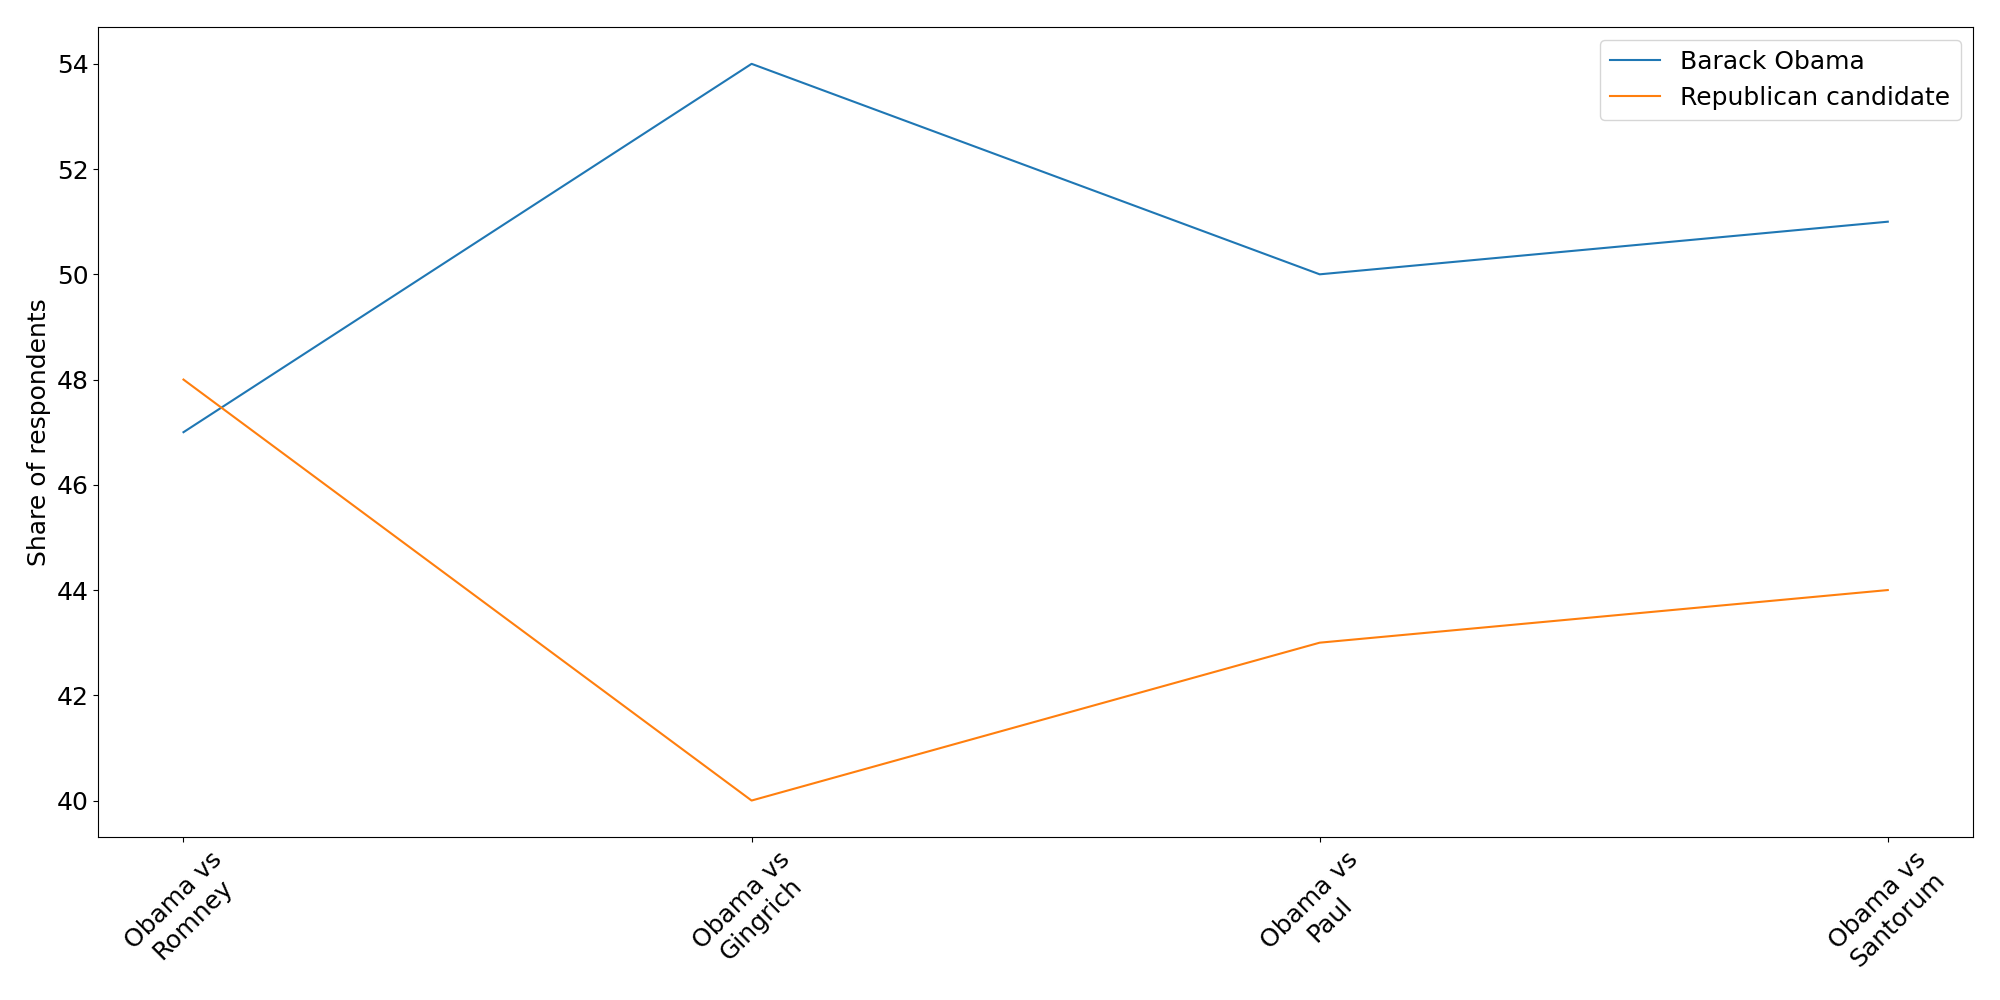 Barack Obama
Republican candidate
Share of respondents
54
52
50
48
46
44
42
40
Obama vs
Romney
Obama vs
Gingrich
Obama vs
Paul
Obama vs
Santorum